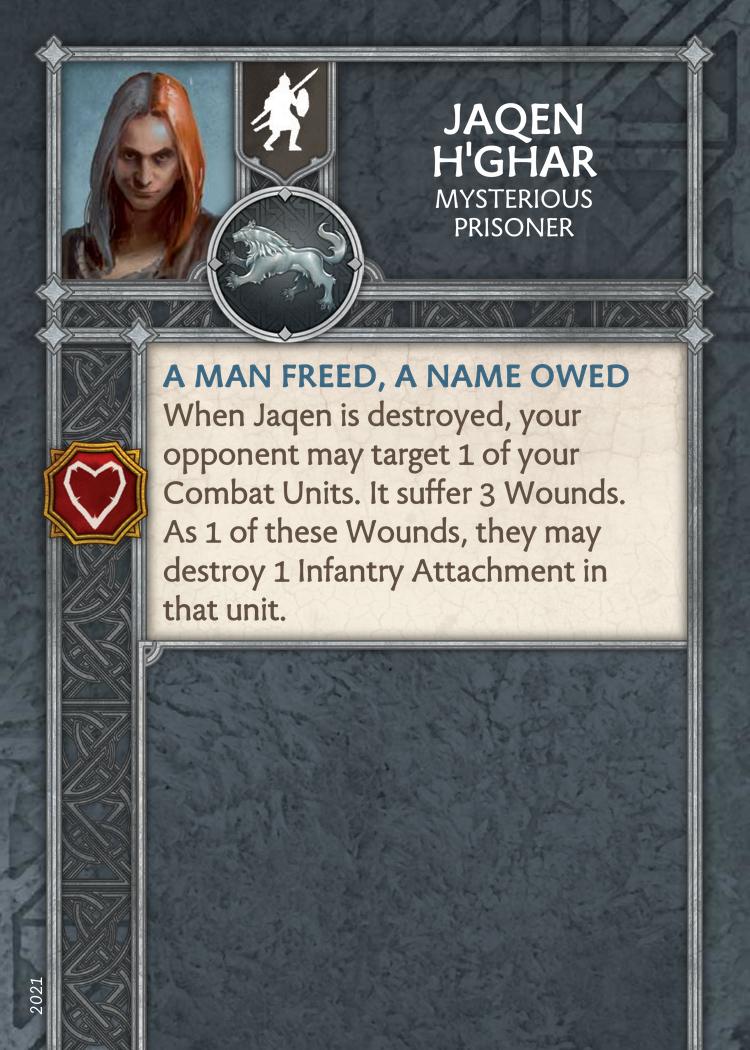 JAQEN
H'GHAR
MYSTERIOUS
PRISONER
A MAN FREED, A NAME OWED
When Jaqen is destroyed, your
opponent may target 1 of your
Combat Units. It suffer 3 Wounds.
As 1 of these Wounds, they may
destroy 1 Infantry Attachment in
that unit.
2021